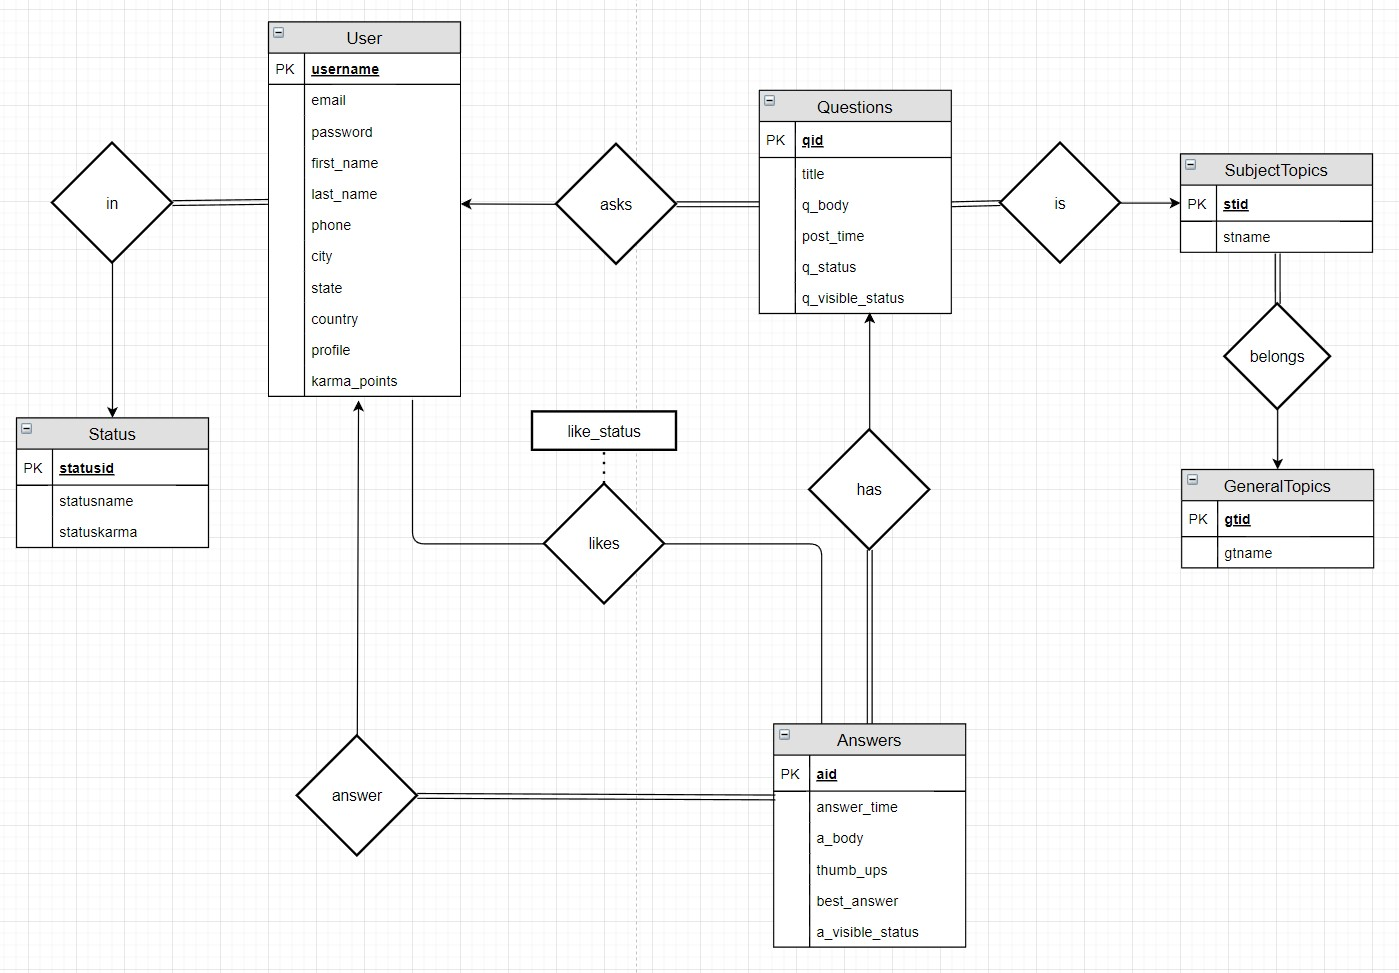 User
PK username
email
password
first_name
last_name
phone
city
state
country
profile
karma_points
in
Status
PK statusid
statusname
statuskarma
asks
Questions
PK qid
title
q_body
post_time
q_status
q_visible_status
is
SubjectTopics
PK stid
stname
belongs
GeneralTopics
PK gtid
gtname
like_status
likes
has
answer
Answers
PK aid
answer_time
a_body
thumb_ups
best_answer
a_visible_status